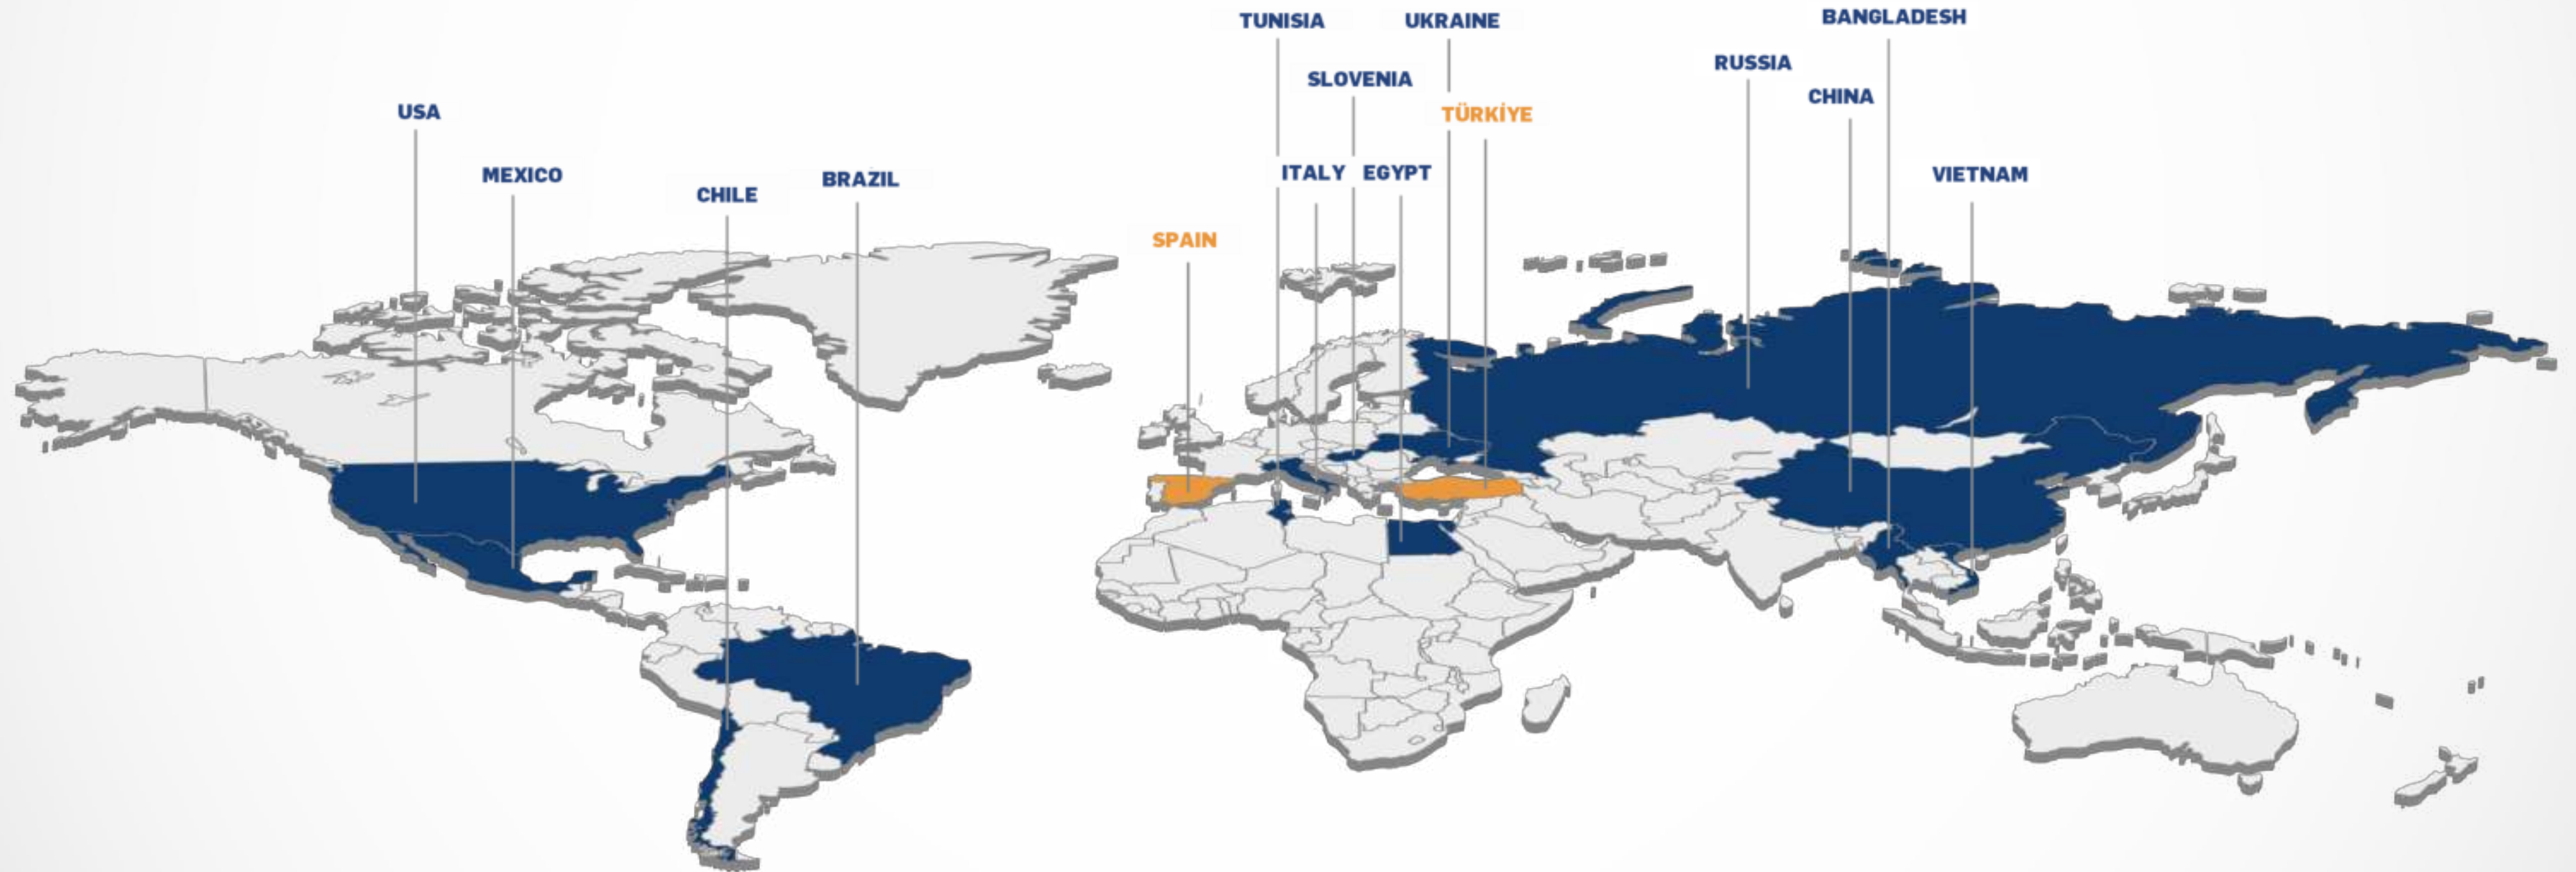 TUNISIA
UKRAINE
BANGLADESH
SLOVENIA
RUSSIA
CHINA
USA
TÜRKİYE
MEXICO
CHILE
BRAZIL
ITALY
EGYPT
VIETNAM
SPAIN